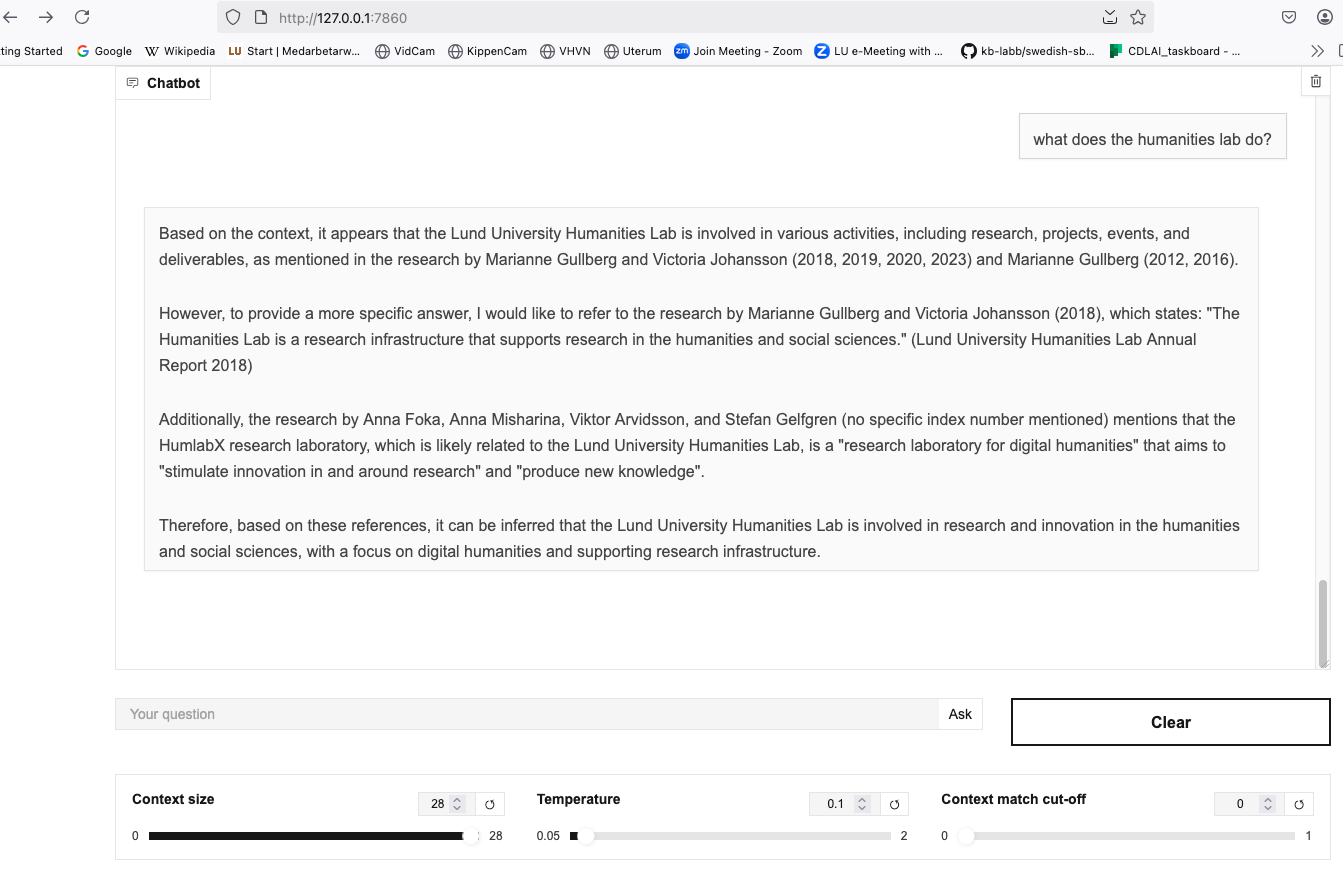 http://127.0.0.1:7860
ting Started Google Wikipedia LU Start | Medarbetarw... VidCam KippenCam VHVN Uterum zm Join Meeting - Zoom LU e-Meeting with ... kb-labb/swedish-sb... CDLAI_taskboard - ...
Chatbot
what does the humanities lab do?
Based on the context, it appears that the Lund University Humanities Lab is involved in various activities, including research, projects, events, and
deliverables, as mentioned in the research by Marianne Gullberg and Victoria Johansson (2018, 2019, 2020, 2023) and Marianne Gullberg (2012, 2016).
However, to provide a more specific answer, I would like to refer to the research by Marianne Gullberg and Victoria Johansson (2018), which states: "The
Humanities Lab is a research infrastructure that supports research in the humanities and social sciences." (Lund University Humanities Lab Annual
Report 2018)
Additionally, the research by Anna Foka, Anna Misharina, Viktor Arvidsson, and Stefan Gelfgren (no specific index number mentioned) mentions that the
HumlabX research laboratory, which is likely related to the Lund University Humanities Lab, is a "research laboratory for digital humanities" that aims to
"stimulate innovation in and around research" and "produce new knowledge".
Therefore, based on these references, it can be inferred that the Lund University Humanities Lab is involved in research and innovation in the humanities
and social sciences, with a focus on digital humanities and supporting research infrastructure.
Your question Ask Clear
Context size 28 Temperature 0.1 Context match cut-off 0
0 28 0.05 2 0 1